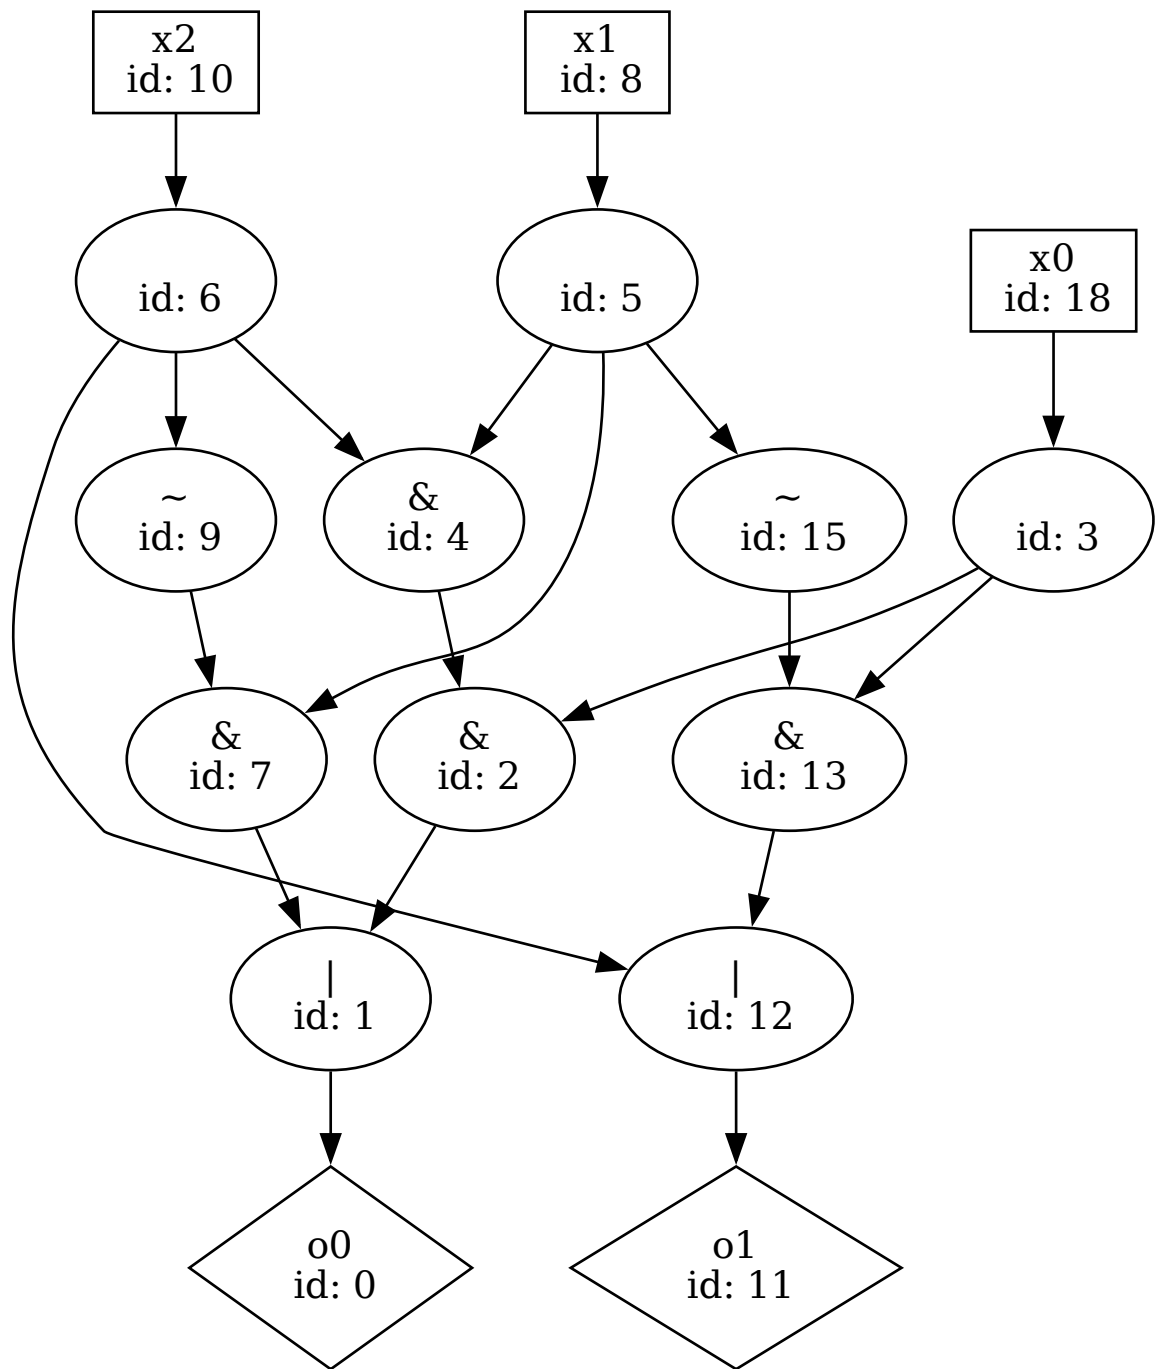 x2
id: 10
x1
id: 8
x0
id: 18
id: 6
id: 5
~
id: 9
&
id: 4
~
id: 15
id: 3
&
id: 7
&
id: 2
&
id: 13
|
id: 1
|
id: 12
o0
id: 0
o1
id: 11